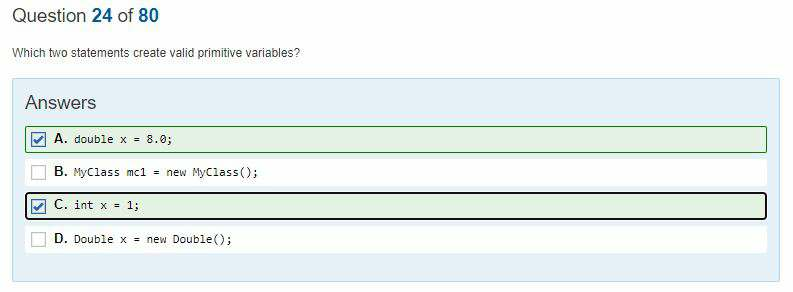 Question 24 of 80
Which two statements create valid primitive variables?
Answers
A. double x = 8.0;
B. MyClass mc1 = new MyClass();
C. int x = 1;
D. Double x = new Double();